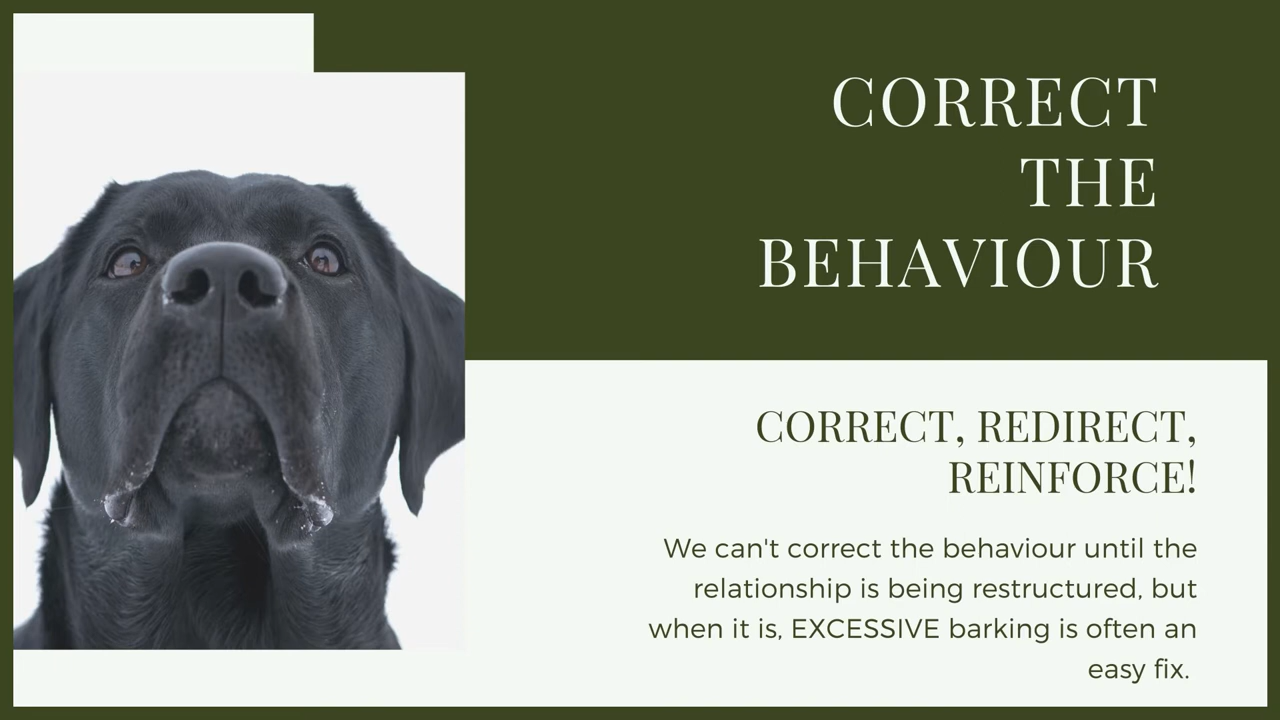 CORRECT
THE
BEHAVIOUR
CORRECT, REDIRECT,
REINFORCE!
We can't correct the behaviour until the
relationship is being restructured, but
when it is, EXCESSIVE barking is often an
easy fix.